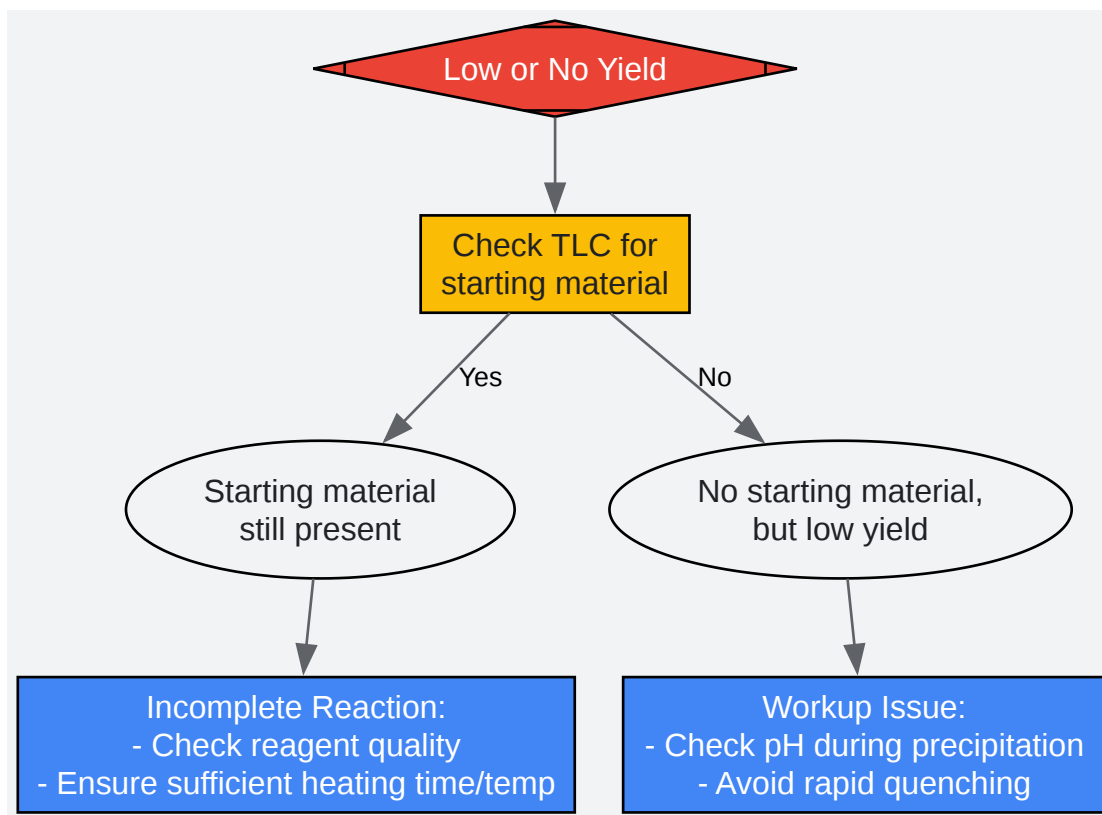 Low or No Yield
Check TLC for
starting material
Yes
No
Starting material
still present
No starting material,
but low yield
Incomplete Reaction:
- Check reagent quality
- Ensure sufficient heating time/temp
Workup Issue:
- Check pH during precipitation
- Avoid rapid quenching